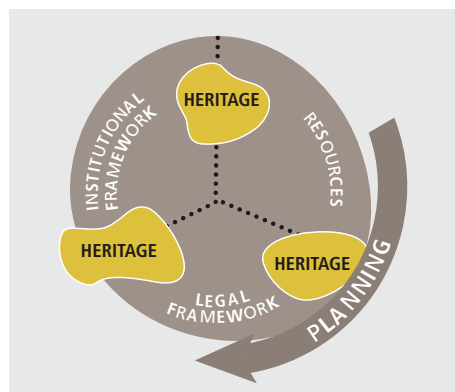 HERITAGE
INSTITUTIONAL
FRAMEWORK
RESOURCES
HERITAGE
HERITAGE
LEGAL
FRAMEWORK
PLANNING